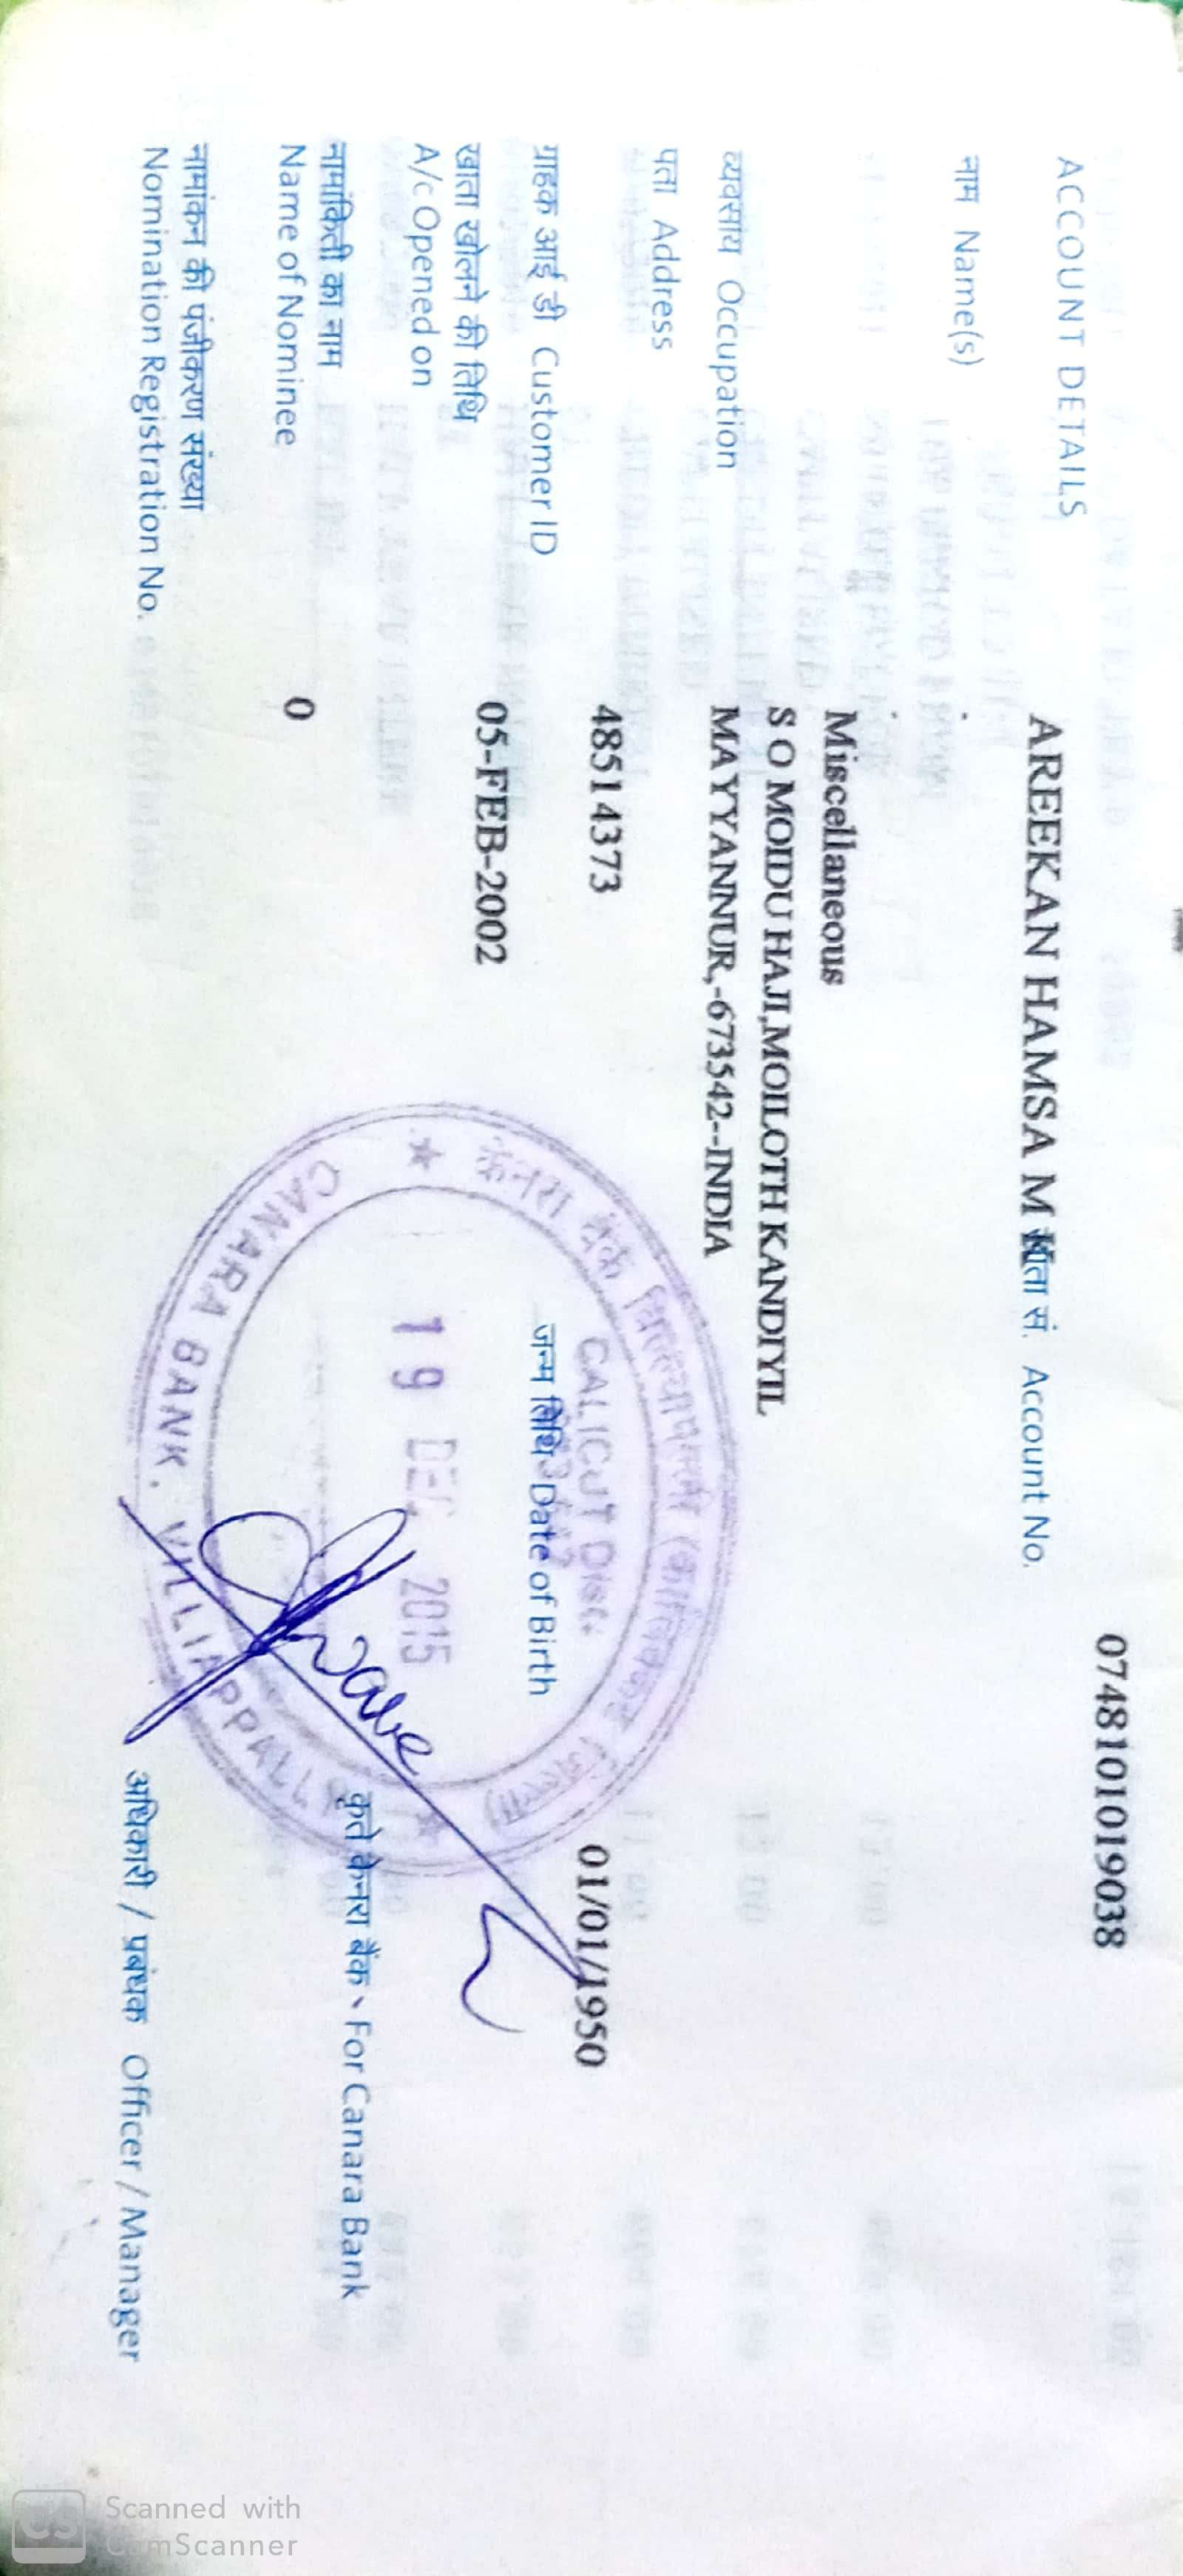 ACCOUNT DETAILS
0748101019038
AREEKAN HAMSA M K
खाता सं. Account No.
नाम Name(s)
व्यवसाय Occupation
Miscellaneous
पता Address
S O MOIDU HAJI,MOILOTH KANDIYIL
MAYYANNUR,-673542--INDIA
ग्राहक आई डी Customer ID
48514373
जन्म तिथि Date of Birth
01/01/1950
खाता खोलने की तिथि
A/c Opened on
05-FEB-2002
नामांकिती का नाम
Name of Nominee
0
नामांकन की पंजीकरण संख्या
Nomination Registration No.
कृते केनरा बैंक For Canara Bank
अधिकारी / प्रबंधक Officer / Manager
CALICUT Dist.
19 DEC 2015
CANARA BANK. VILLIAPPALLY
Scanned with
CamScanner
CS